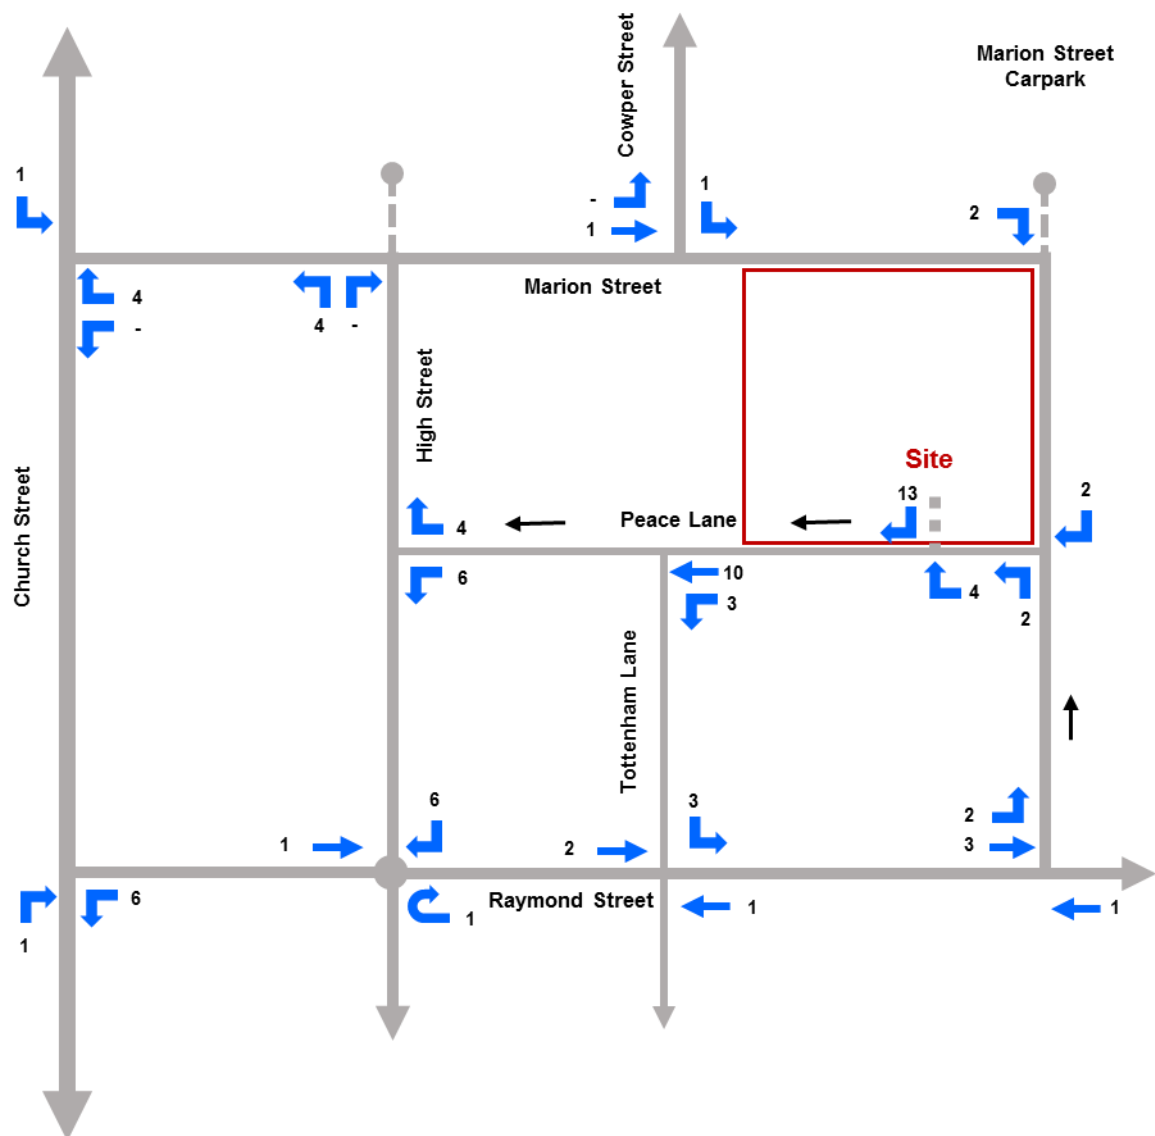 Cowper Street
Marion Street
Carpark
1
-
1
1
2
4
-
4
-
Marion Street
High Street
Church Street
Site
13
2
Peace Lane
4
6
10
3
4
2
Tottenham Lane
6
3
1
2
2
3
6
1
Raymond Street
1
1
1